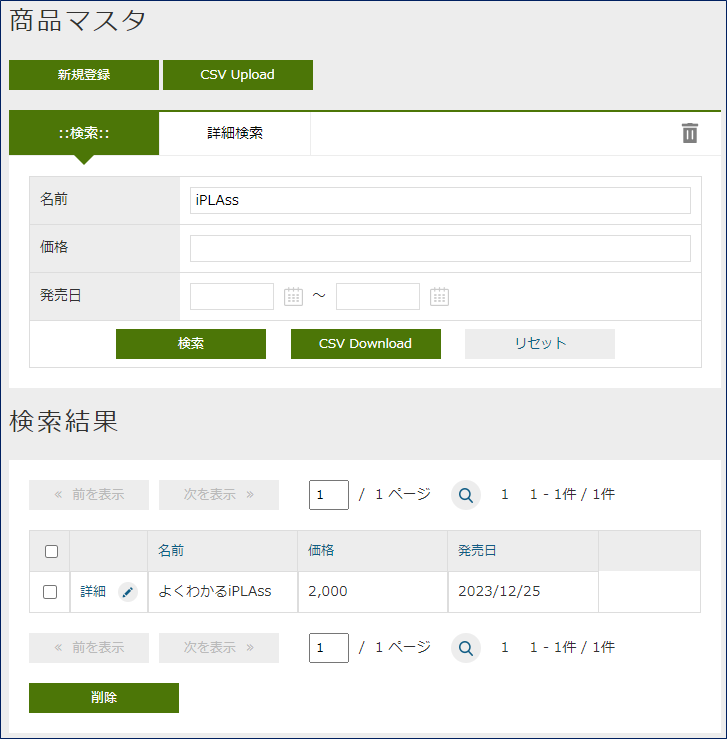 商品マスタ
新規登録 CSV Upload
::検索:: 詳細検索
名前 iPLAss
価格
発売日 ～
検索 CSV Download リセット
検索結果
« 前を表示 次を表示 » 1 / 1 ページ 1 1 - 1件 / 1件
名前 価格 発売日
詳細 よくわかるiPLAss 2,000 2023/12/25
« 前を表示 次を表示 » 1 / 1 ページ 1 1 - 1件 / 1件
削除